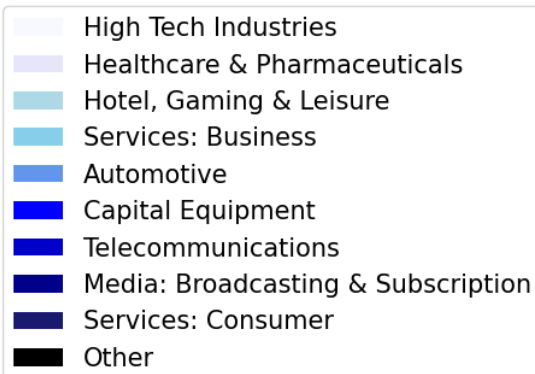 High Tech Industries
Healthcare & Pharmaceuticals
Hotel, Gaming & Leisure
Services: Business
Automotive
Capital Equipment
Telecommunications
Media: Broadcasting & Subscription
Services: Consumer
Other